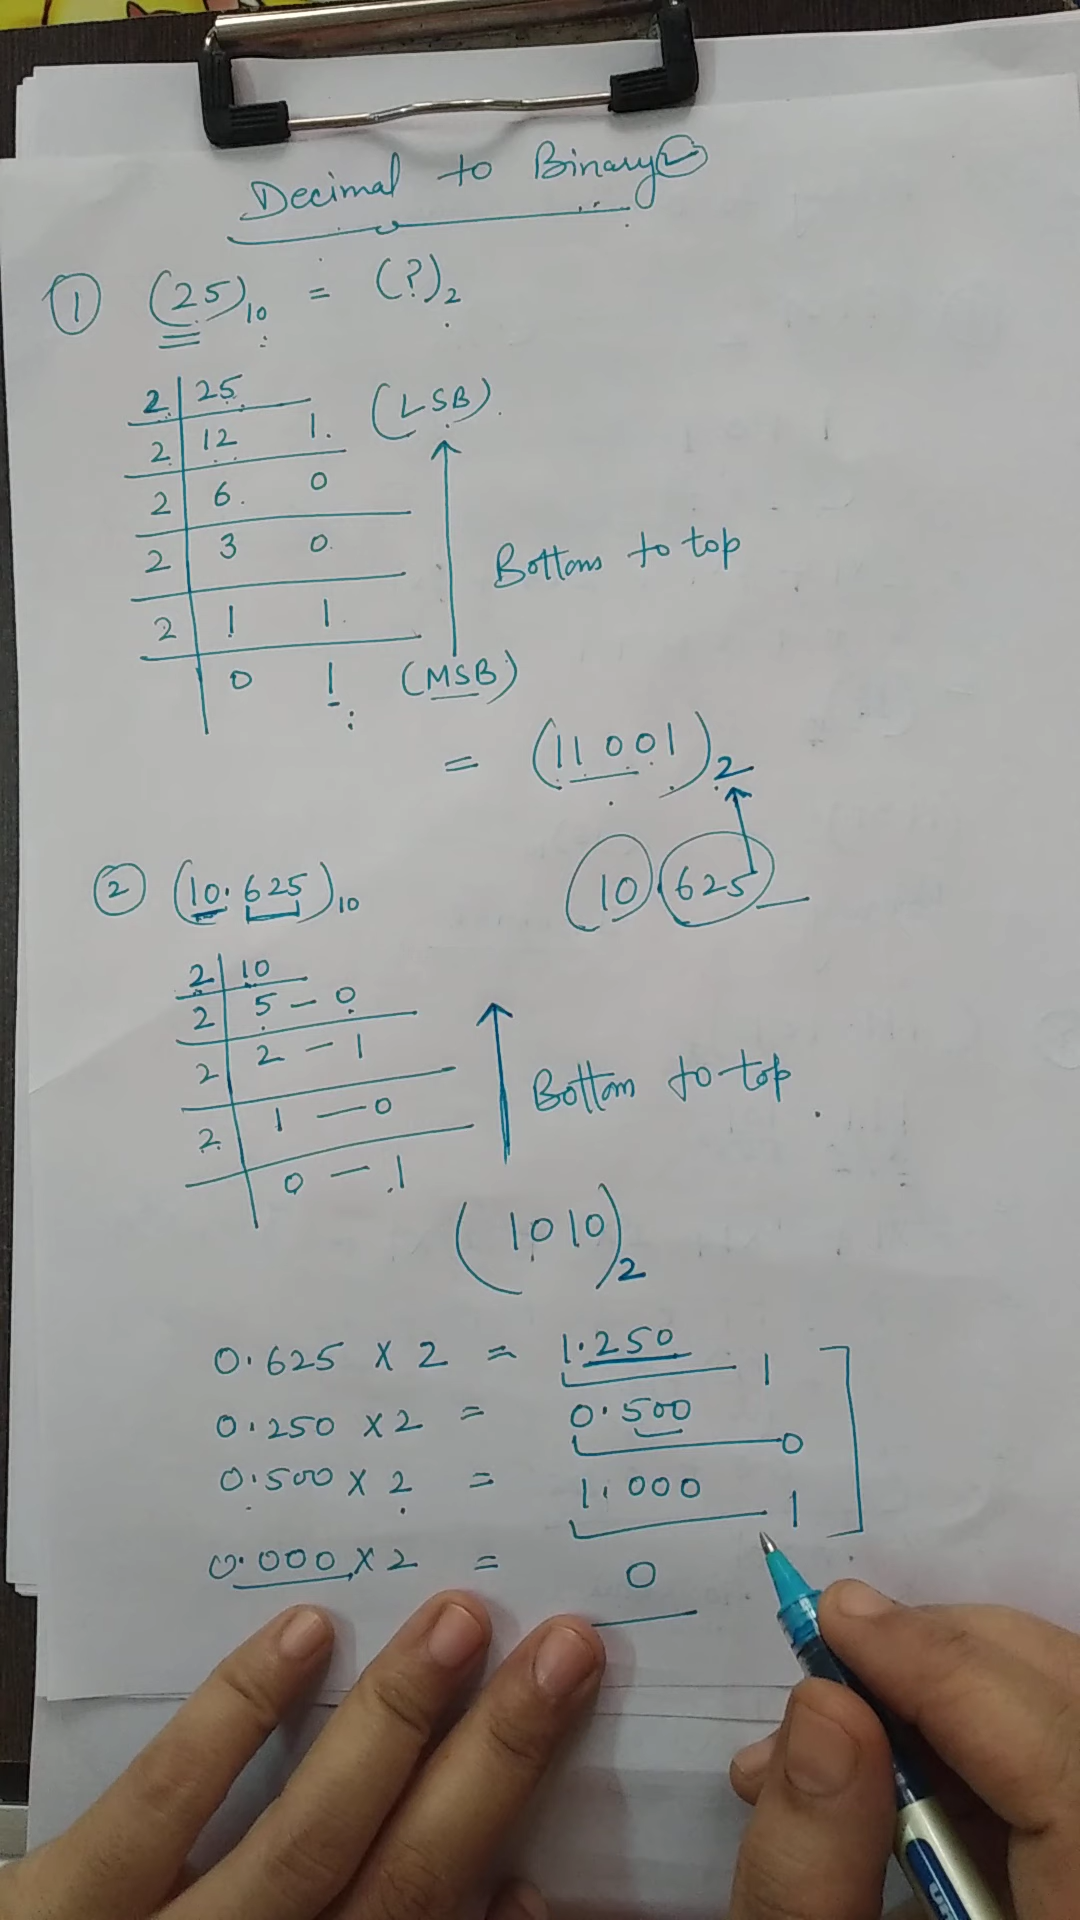 Decimal to Binary 2
1 (25)10 = (?)2
2 25 (LSB)
2 12 1
2 6 0
2 3 0
Bottom to top
2 1 1
0 1 (MSB)
= (11001)2
2 (10.625)10
10.625
2 10
2 5 - 0
2 2 - 1
Bottom to top
2 1 - 0
0 - 1
(1010)2
0.625 x 2 = 1.250 1
0.250 x 2 = 0.500 0
0.500 x 2 = 1.000 1
0.000 x 2 = 0